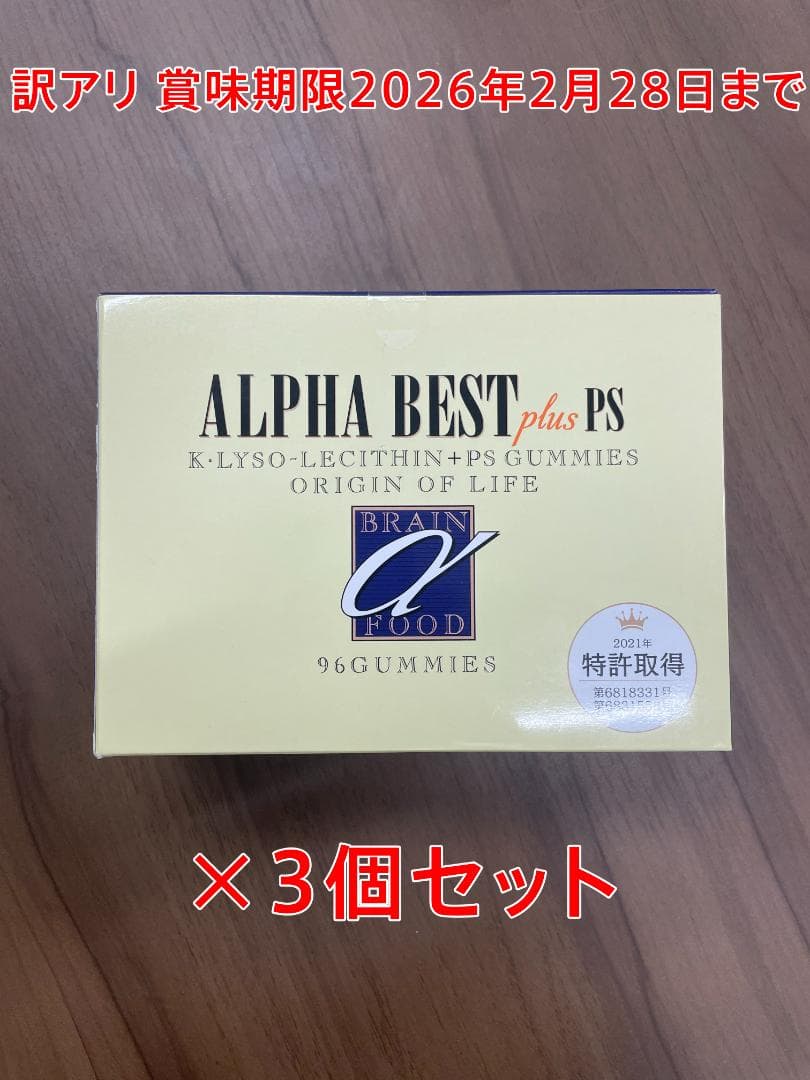 訳アリ 賞味期限2026年2月28日まで
ALPHA BEST plus PS
K・LYSO-LECITHIN+PS GUMMIES
ORIGIN OF LIFE
BRAIN
α
FOOD
96GUMMIES
2021年
特許取得
第6818331号
×3個セット